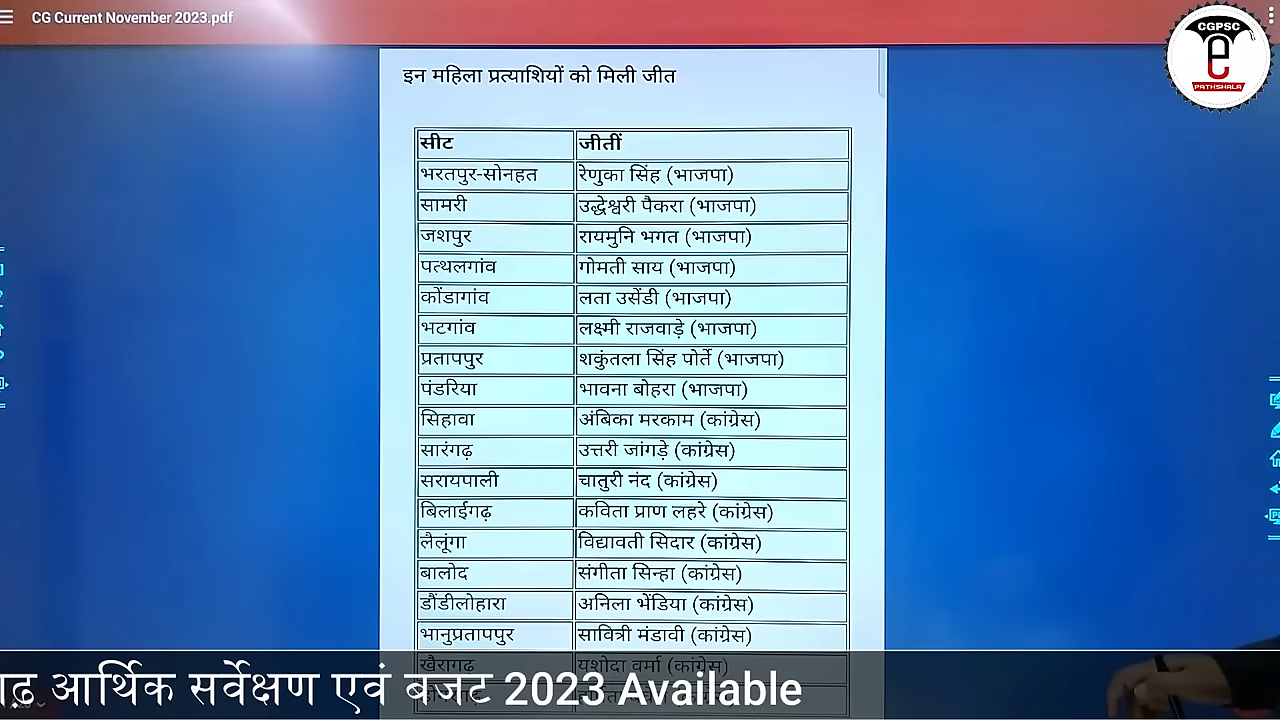 CG Current November 2023.pdf
CGPSC
e
PATHSHALA
इन महिला प्रत्याशियों को मिली जीत
सीट जीतीं
भरतपुर-सोनहत रेणुका सिंह (भाजपा)
सामरी उद्धेश्वरी पैकरा (भाजपा)
जशपुर रायमुनि भगत (भाजपा)
पत्थलगांव गोमती साय (भाजपा)
कोंडागांव लता उसेंडी (भाजपा)
भटगांव लक्ष्मी राजवाड़े (भाजपा)
प्रतापपुर शकुंतला सिंह पोर्ते (भाजपा)
पंडरिया भावना बोहरा (भाजपा)
सिहावा अंबिका मरकाम (कांग्रेस)
सारंगढ़ उत्तरी जांगड़े (कांग्रेस)
सरायपाली चातुरी नंद (कांग्रेस)
बिलाईगढ़ कविता प्राण लहरे (कांग्रेस)
लैलूंगा विद्यावती सिदार (कांग्रेस)
बालोद संगीता सिन्हा (कांग्रेस)
डौंडीलोहारा अनिला भेंडिया (कांग्रेस)
भानुप्रतापपुर सावित्री मंडावी (कांग्रेस)
खैरागढ़ यशोदा वर्मा (कांग्रेस)
आर्थिक सर्वेक्षण एवं बजट 2023 Available